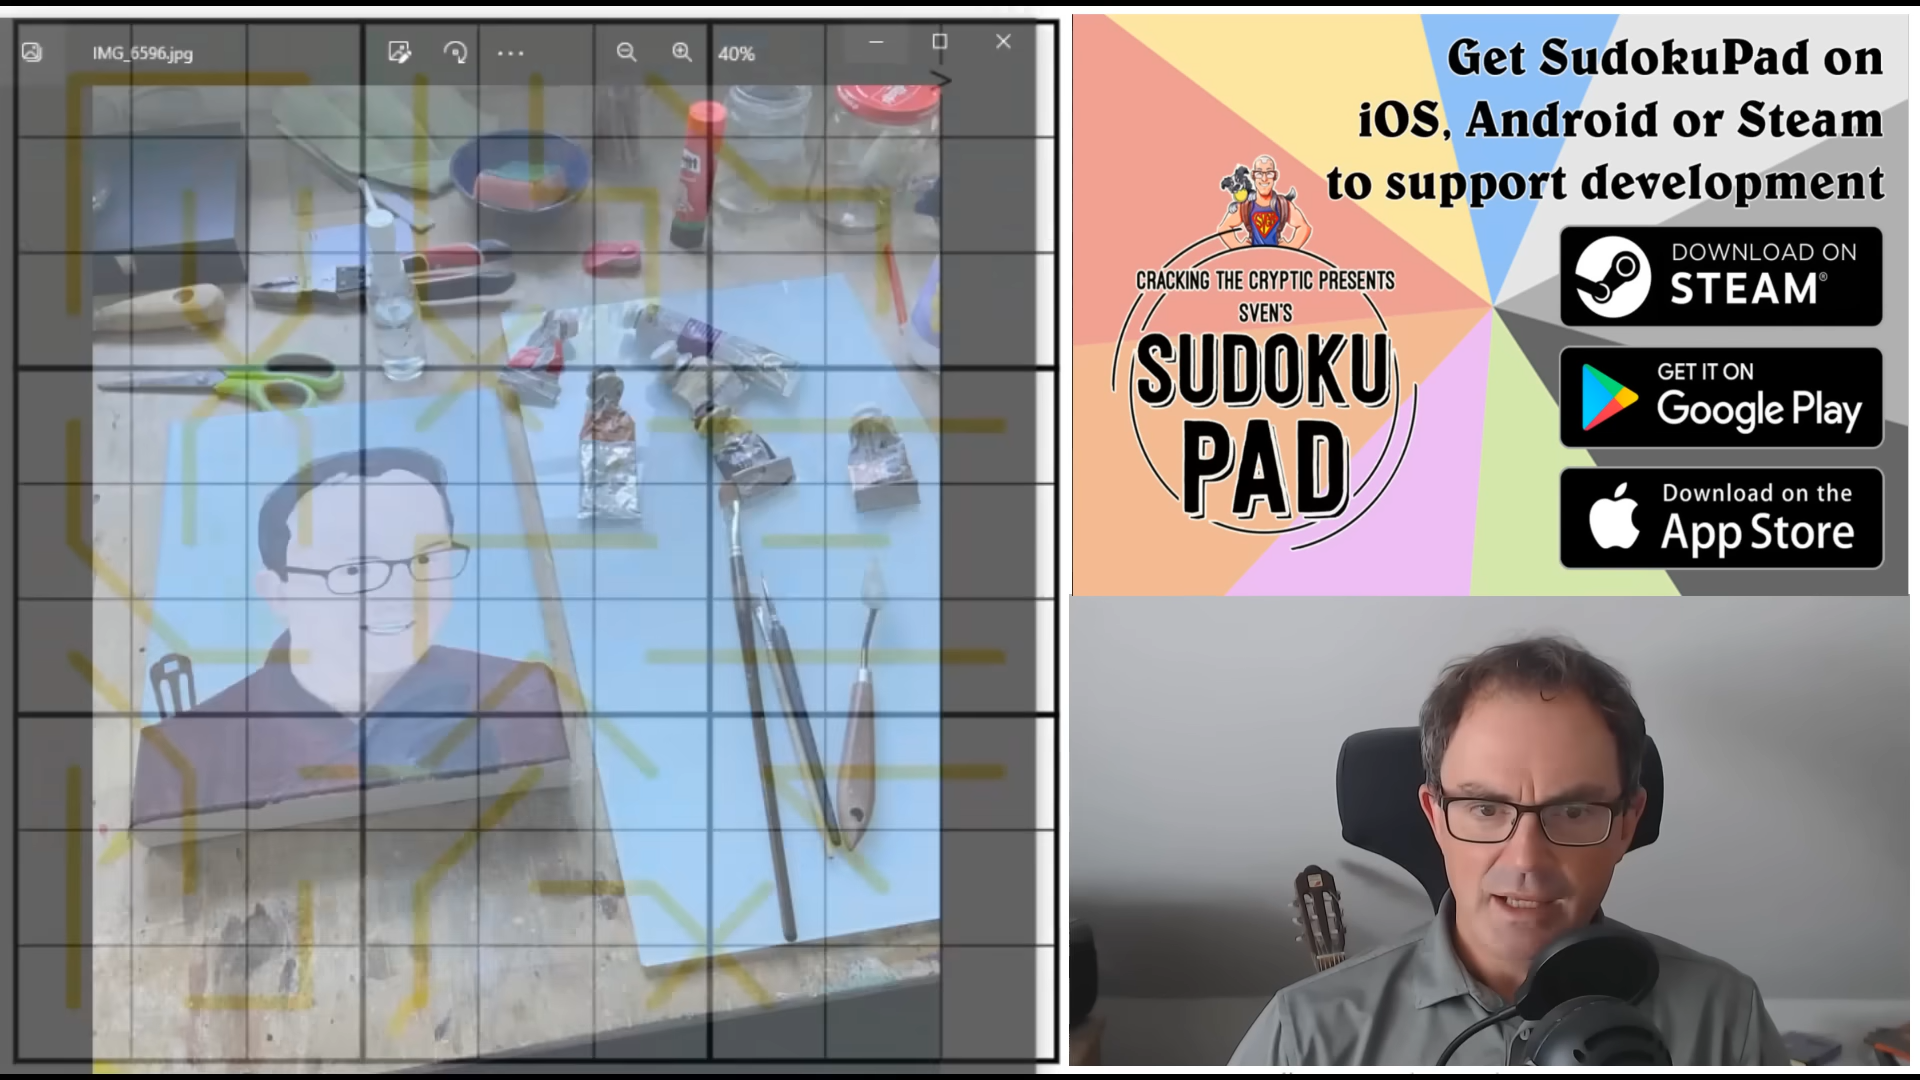 IMG_6596.jpg
40%
Get SudokuPad on
iOS, Android or Steam
to support development
CRACKING THE CRYPTIC PRESENTS
SVEN'S
SUDOKU
PAD
DOWNLOAD ON
STEAM®
GET IT ON
Google Play
Download on the
App Store